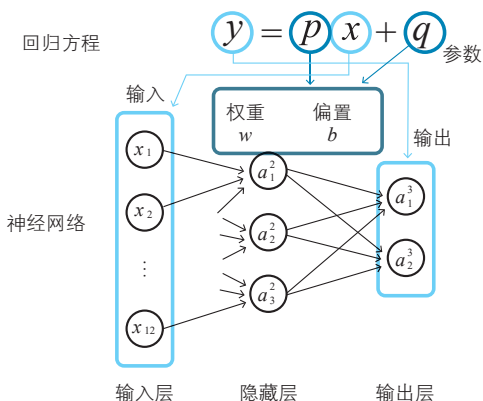 回归方程
y = p x + q
参数
输入
权重 偏置
w b
输出
x1
x2
⋮
x12
a₁²
a₂²
a₃²
a₁³
a₂³
神经网络
输入层 隐藏层 输出层